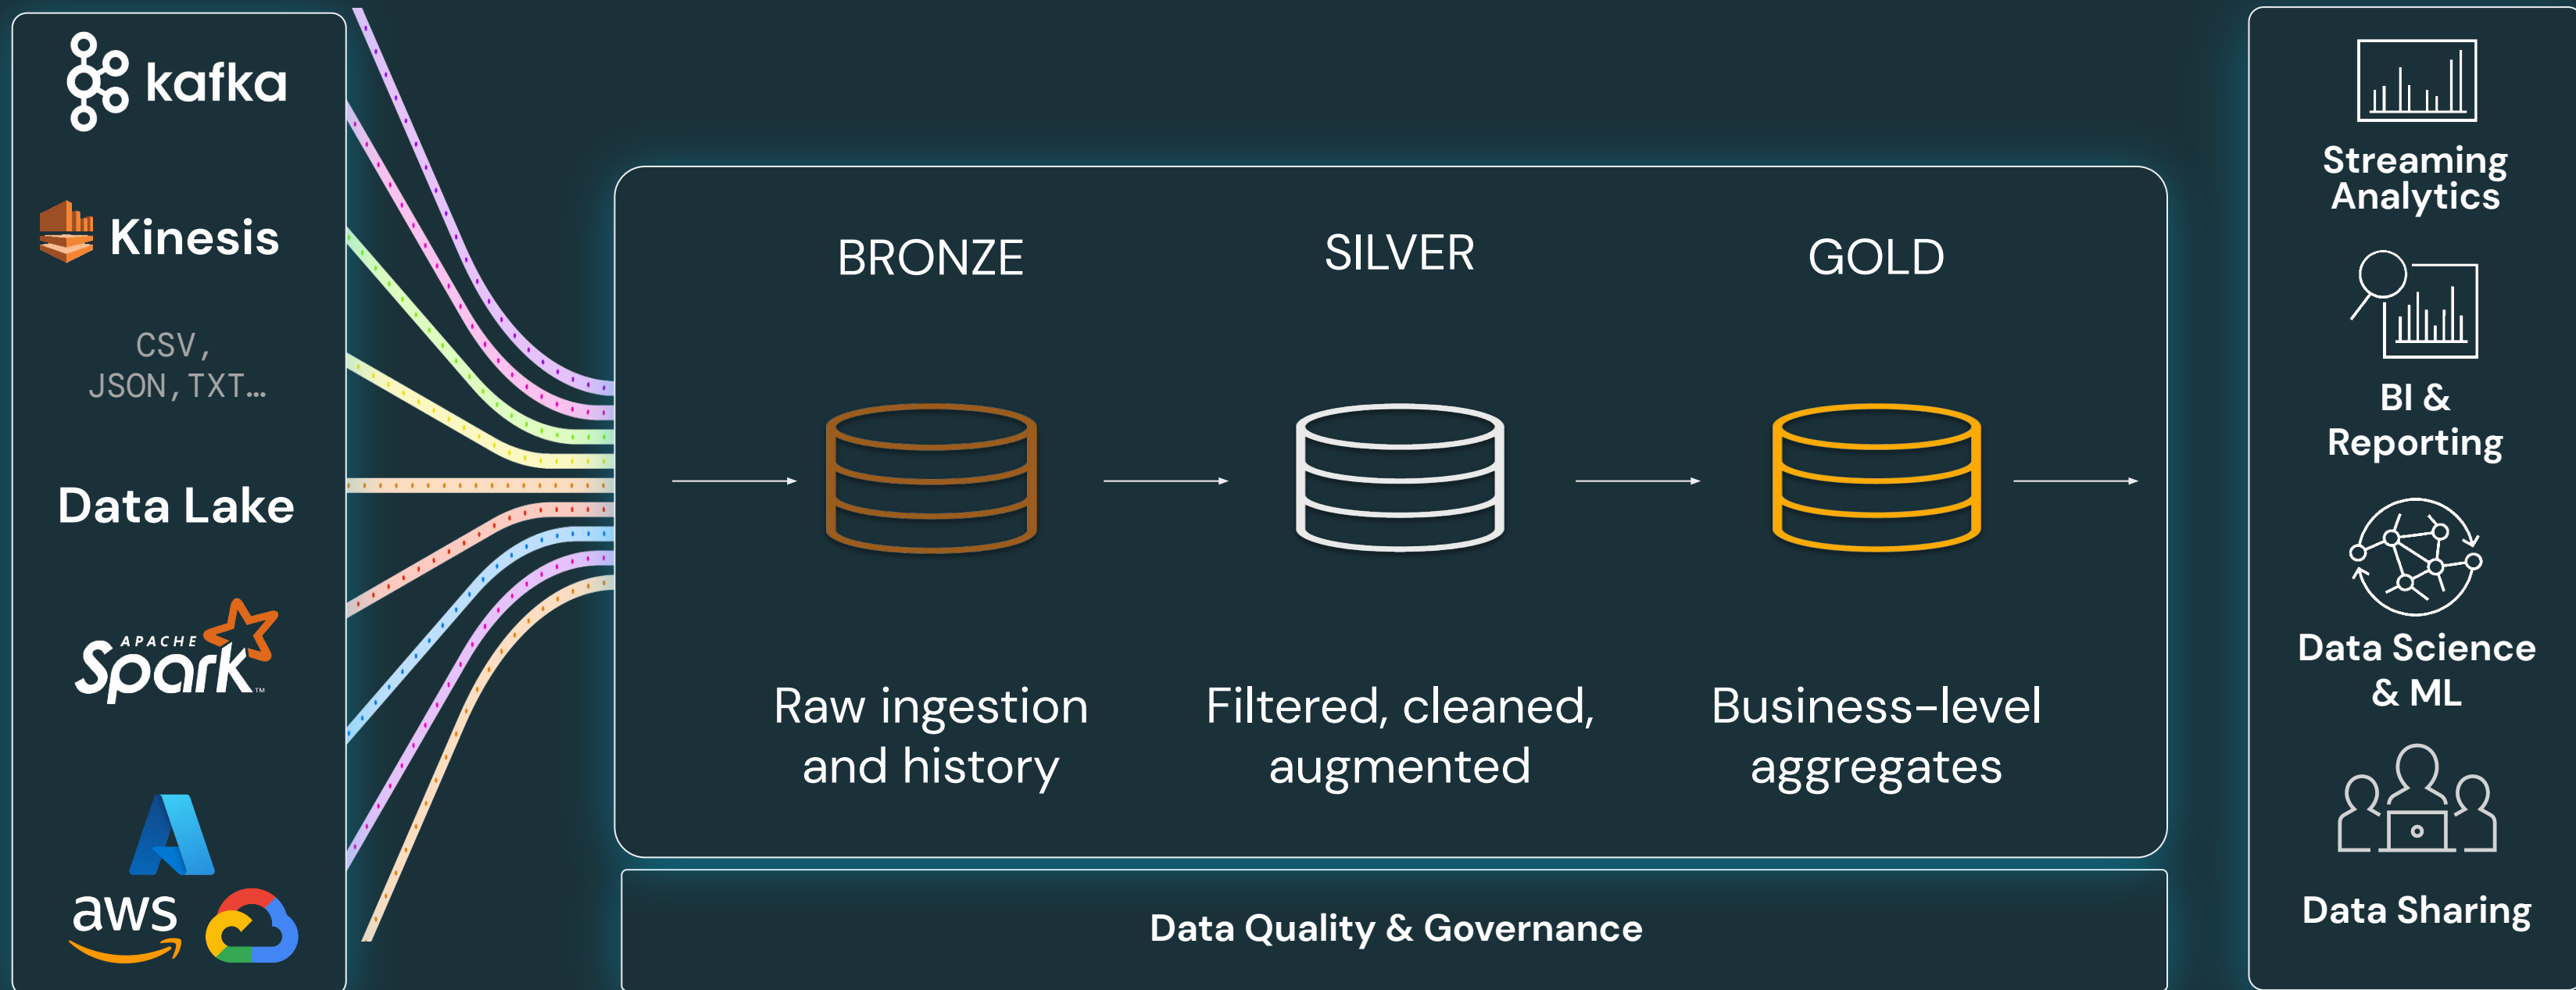 kafka
Kinesis
CSV,
JSON, TXT...
Data Lake
APACHE
Spark™
aws
BRONZE
SILVER
GOLD
Raw ingestion
and history
Filtered, cleaned,
augmented
Business-level
aggregates
Data Quality & Governance
Streaming
Analytics
BI &
Reporting
Data Science
& ML
Data Sharing